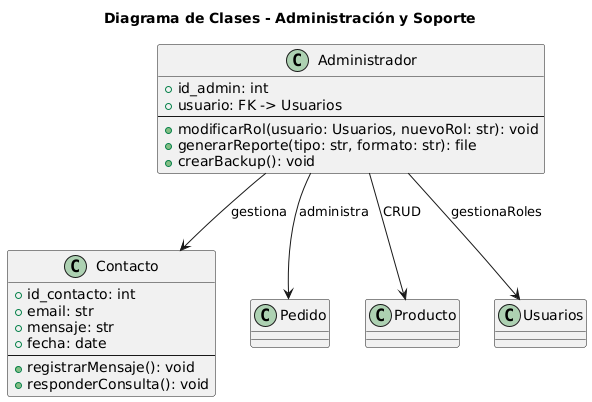 Diagrama de Clases - Administración y Soporte
C Administrador
id_admin: int
usuario: FK -> Usuarios
modificarRol(usuario: Usuarios, nuevoRol: str): void
generarReporte(tipo: str, formato: str): file
crearBackup(): void
gestiona
administra
CRUD
gestionaRoles
C Contacto
id_contacto: int
email: str
mensaje: str
fecha: date
registrarMensaje(): void
responderConsulta(): void
C Pedido
C Producto
C Usuarios